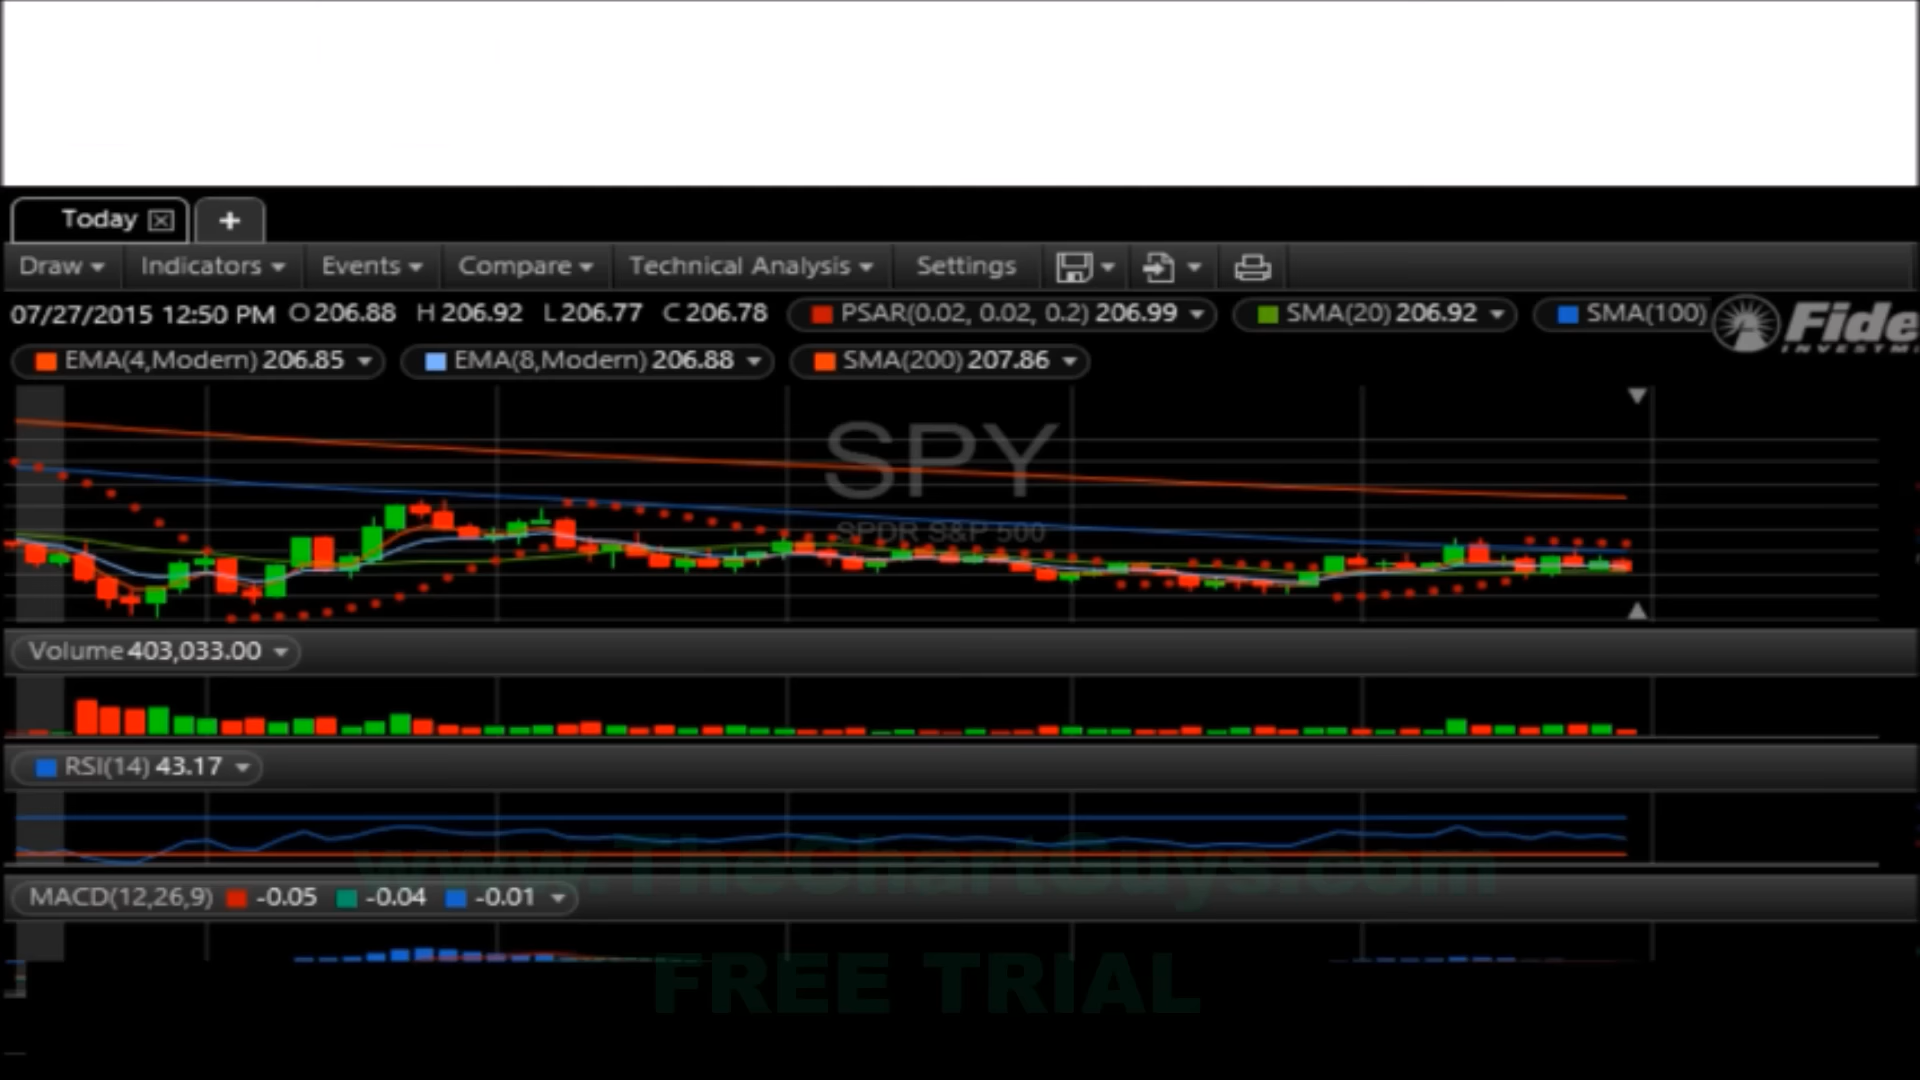 Today
Draw Indicators Events Compare Technical Analysis Settings
07/27/2015 12:50 PM O 206.88 H 206.92 L 206.77 C 206.78 PSAR(0.02, 0.02, 0.2) 206.99 SMA(20) 206.92 SMA(100)
Fide
INVESTM
EMA(4,Modern) 206.85 EMA(8,Modern) 206.88 SMA(200) 207.86
SPY
SPDR S&P 500
Volume 403,033.00
RSI(14) 43.17
www.TheChartGuys.com
MACD(12,26,9) -0.05 -0.04 -0.01
FREE TRIAL